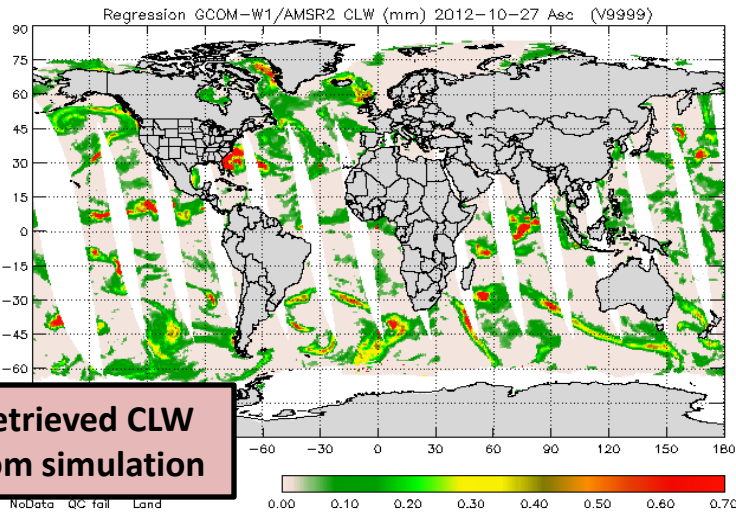 Regression GCOM-W1/AMSR2 CLW (mm) 2012-10-27 Asc (V9999)
90
75
60
45
30
15
0
-15
-30
-45
-60
-60 -30 0 30 60 90 120 150 180
etrieved CLW
om simulation
NoData QC fail Land
0.00 0.10 0.20 0.30 0.40 0.50 0.60 0.70